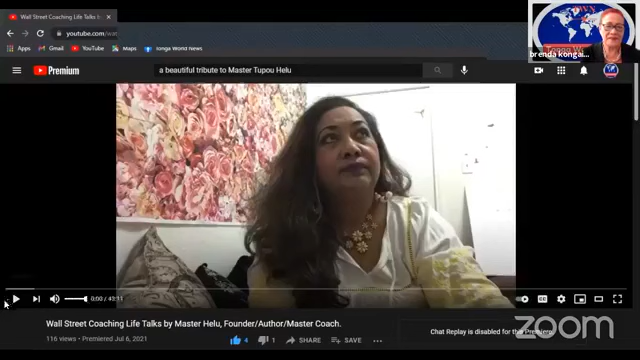 Wall Street Coaching Life Talks b
youtube.com/wat
Apps
Gmail
YouTube
Maps
Tonga World News
brenda kongai...
Premium
a beautiful tribute to Master Tupou Helu
0:00 / 43:11
CC
Wall Street Coaching Life Talks by Master Helu, Founder/Author/Master Coach.
116 views • Premiered Jul 6, 2021
4
1
SHARE
SAVE
...
Chat Replay is disabled for this Premiere.
zoom